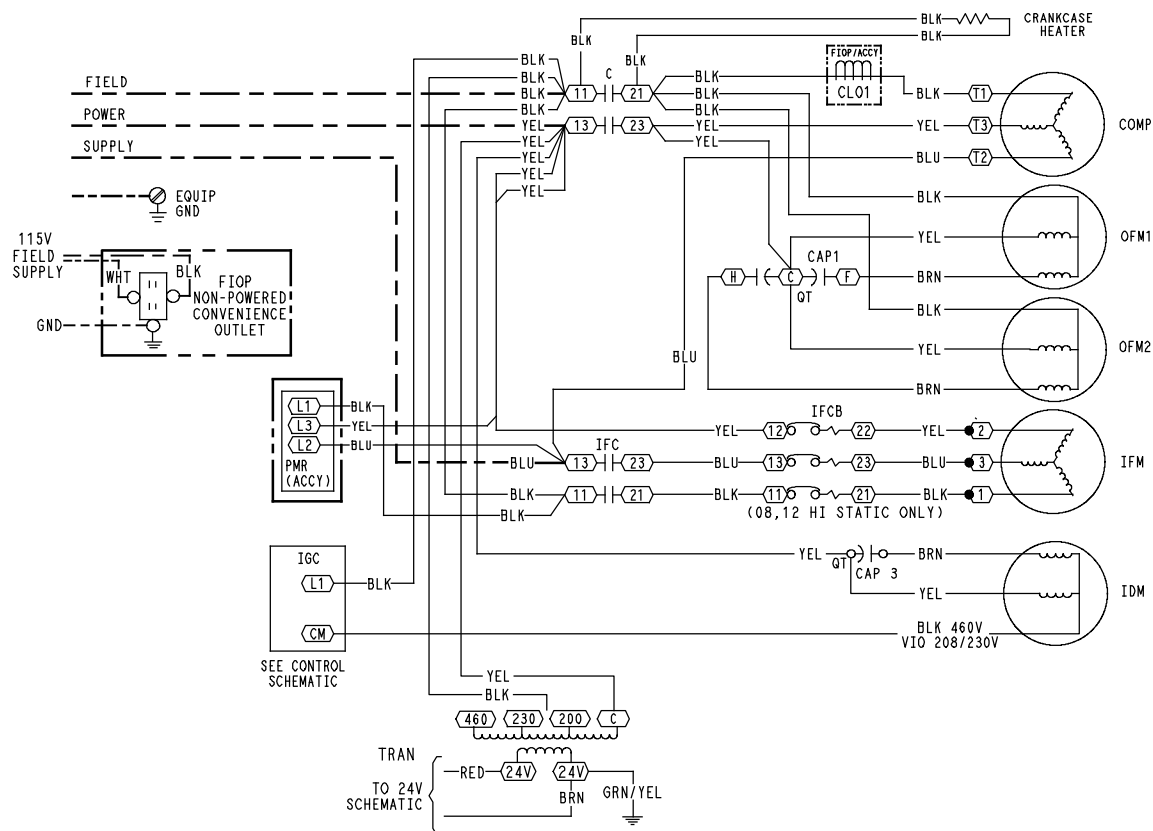 BLK
BLK
CRANKCASE
HEATER
BLK
BLK
FIOP/ACCY
CLO1
C
BLK
BLK
BLK
BLK
FIELD
11
21
BLK
BLK
BLK
BLK
T1
POWER
YEL
13
23
YEL
YEL
T3
COMP
SUPPLY
YEL
YEL
YEL
YEL
YEL
BLU
T2
EQUIP
GND
BLK
115V
FIELD
SUPPLY
WHT
BLK
FIOP
NON-POWERED
CONVENIENCE
OUTLET
GND
YEL
OFM1
CAP1
H
C
F
QT
BRN
BLK
BLU
YEL
OFM2
BRN
L1
BLK
L3
YEL
L2
BLU
PMR
(ACCY)
IFCB
YEL
12
22
YEL
2
IFC
BLU
13
23
BLU
13
23
BLU
3
IFM
BLK
11
21
BLK
11
21
BLK
1
BLK
(08,12 HI STATIC ONLY)
IGC
L1
BLK
CM
SEE CONTROL
SCHEMATIC
YEL
QT
CAP 3
BRN
YEL
IDM
BLK 460V
VIO 208/230V
YEL
BLK
460
230
200
C
TRAN
RED
24V
24V
TO 24V
SCHEMATIC
BRN
GRN/YEL